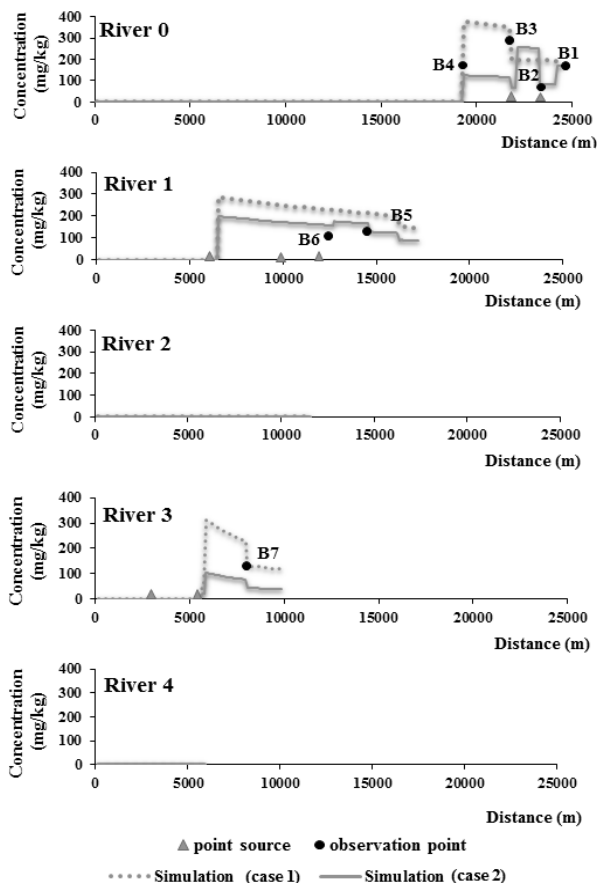 River 0
Concentration
(mg/kg)
400
300
200
100
0
0 5000 10000 15000 20000 25000
B4
B3
B2
B1
Distance (m)
River 1
Concentration
(mg/kg)
400
300
200
100
0
B6
B5
0 5000 10000 15000 20000 25000
Distance (m)
River 2
Concentration
(mg/kg)
400
300
200
100
0
0 5000 10000 15000 20000 25000
Distance (m)
River 3
Concentration
(mg/kg)
400
300
200
100
0
B7
0 5000 10000 15000 20000 25000
Distance (m)
River 4
Concentration
(mg/kg)
400
300
200
100
0
0 5000 10000 15000 20000 25000
Distance (m)
point source observation point
Simulation (case 1) Simulation (case 2)